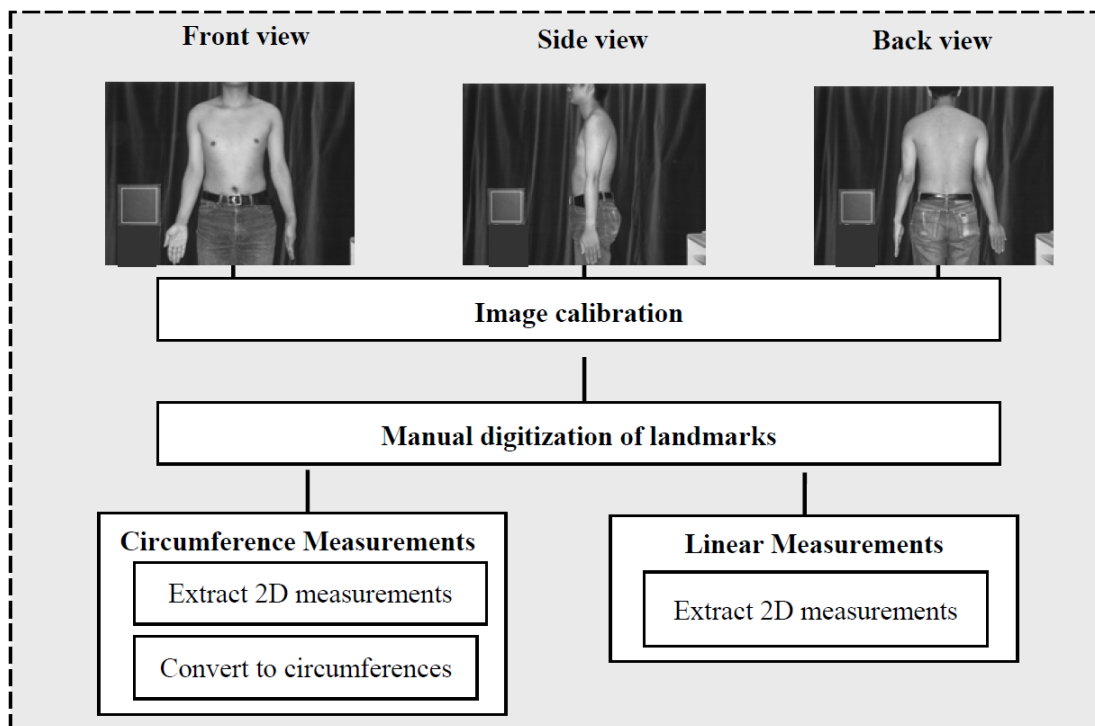 Front view
Side view
Back view
Image calibration
Manual digitization of landmarks
Circumference Measurements
Extract 2D measurements
Convert to circumferences
Linear Measurements
Extract 2D measurements